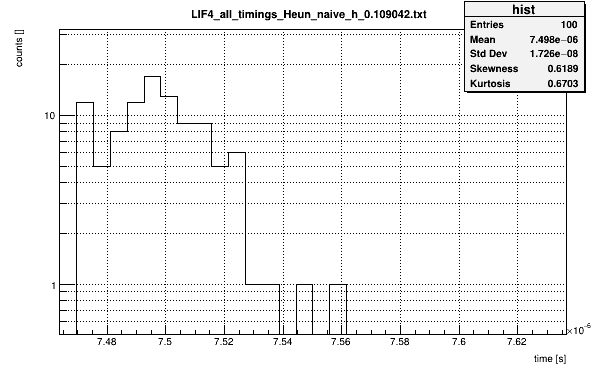 LIF4_all_timings_Heun_naive_h_0.109042.txt
hist
Entries 100
Mean 7.498e−06
Std Dev 1.726e−08
Skewness 0.6189
Kurtosis 0.6703
counts []
10
1
7.48 7.5 7.52 7.54 7.56 7.58 7.6 7.62
×10−6
time [s]